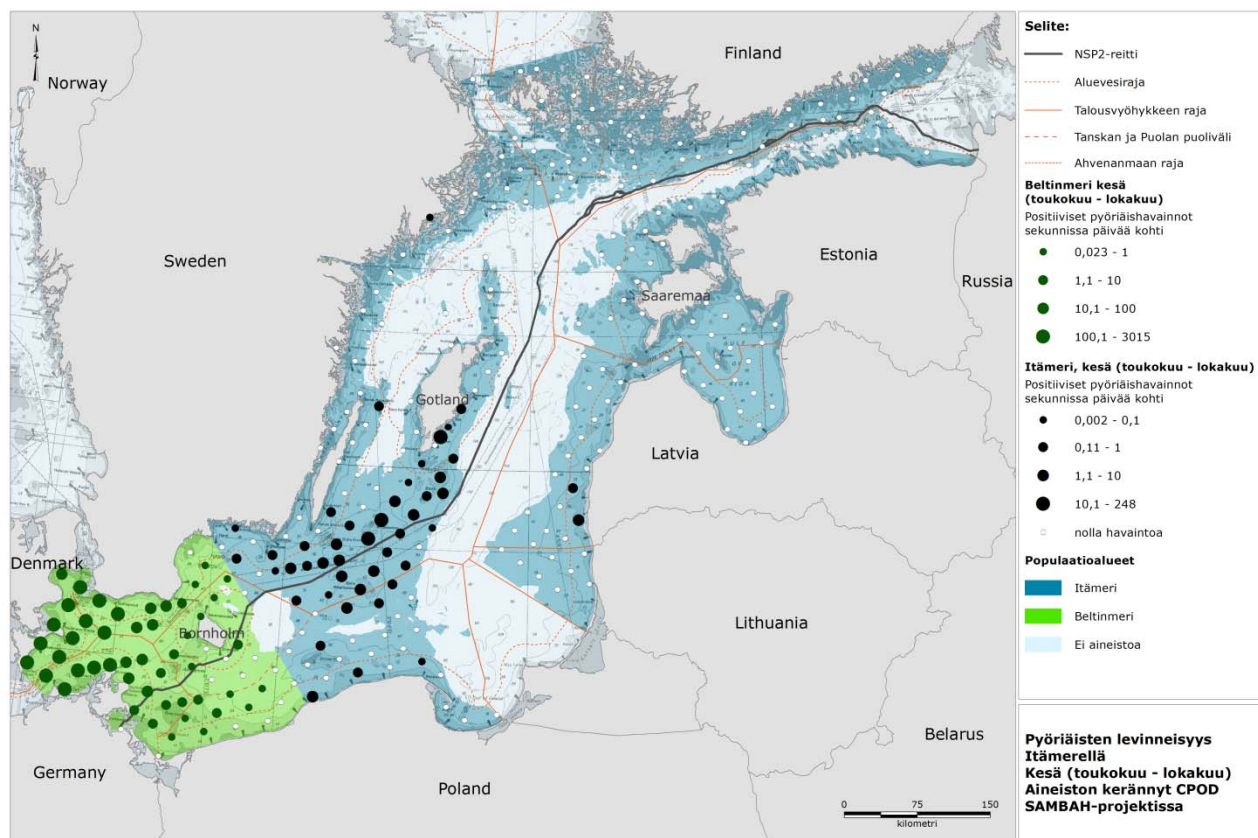 N
Norway
Finland
Sweden
Estonia
Russia
Saaremaa
Gotland
Latvia
Denmark
Bornholm
Lithuania
Belarus
Germany
Poland
0 75 150
kilometri
Selite:
NSP2-reitti
Aluevesiraja
Talousvyöhykkeen raja
Tanskan ja Puolan puoliväli
Ahvenanmaan raja
Beltinmeri kesä
(toukokuu - lokakuu)
Positiiviset pyöriäishavainnot
sekunnissa päivää kohti
0,023 - 1
1,1 - 10
10,1 - 100
100,1 - 3015
Itämeri, kesä (toukokuu - lokakuu)
Positiiviset pyöriäishavainnot
sekunnissa päivää kohti
0,002 - 0,1
0,11 - 1
1,1 - 10
10,1 - 248
nolla havaintoa
Populaatioalueet
Itämeri
Beltinmeri
Ei aineistoa
Pyöriäisten levinneisyys
Itämerellä
Kesä (toukokuu - lokakuu)
Aineiston kerännyt CPOD
SAMBAH-projektissa